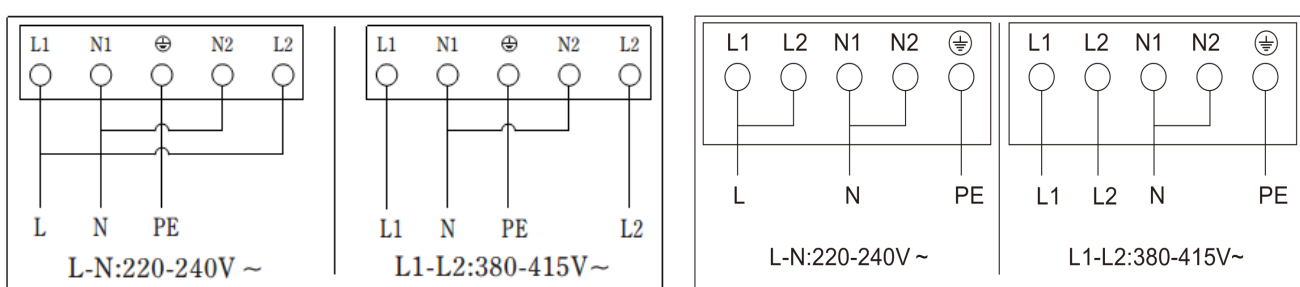 L1 N1 ⏚ N2 L2
L N PE
L-N:220-240V ~
L1 N1 ⏚ N2 L2
L1 N PE L2
L1-L2:380-415V~
L1 L2 N1 N2 ⏚
L N PE
L-N:220-240V ~
L1 L2 N1 N2 ⏚
L1 L2 N PE
L1-L2:380-415V~